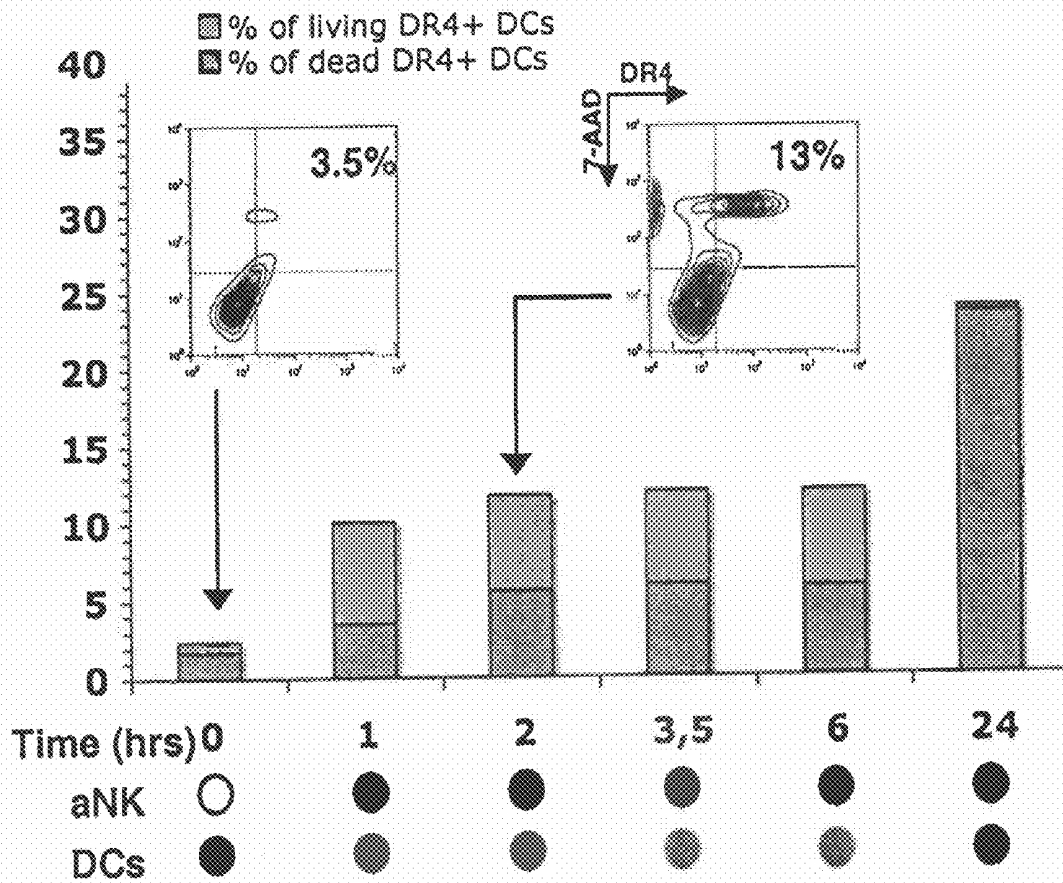 % of living DR4+ DCs
% of dead DR4+ DCs
40
35
30
25
20
15
10
5
0
3.5%
DR4
7-AAD
13%
Time (hrs) 0 1 2 3,5 6 24
aNK
DCs